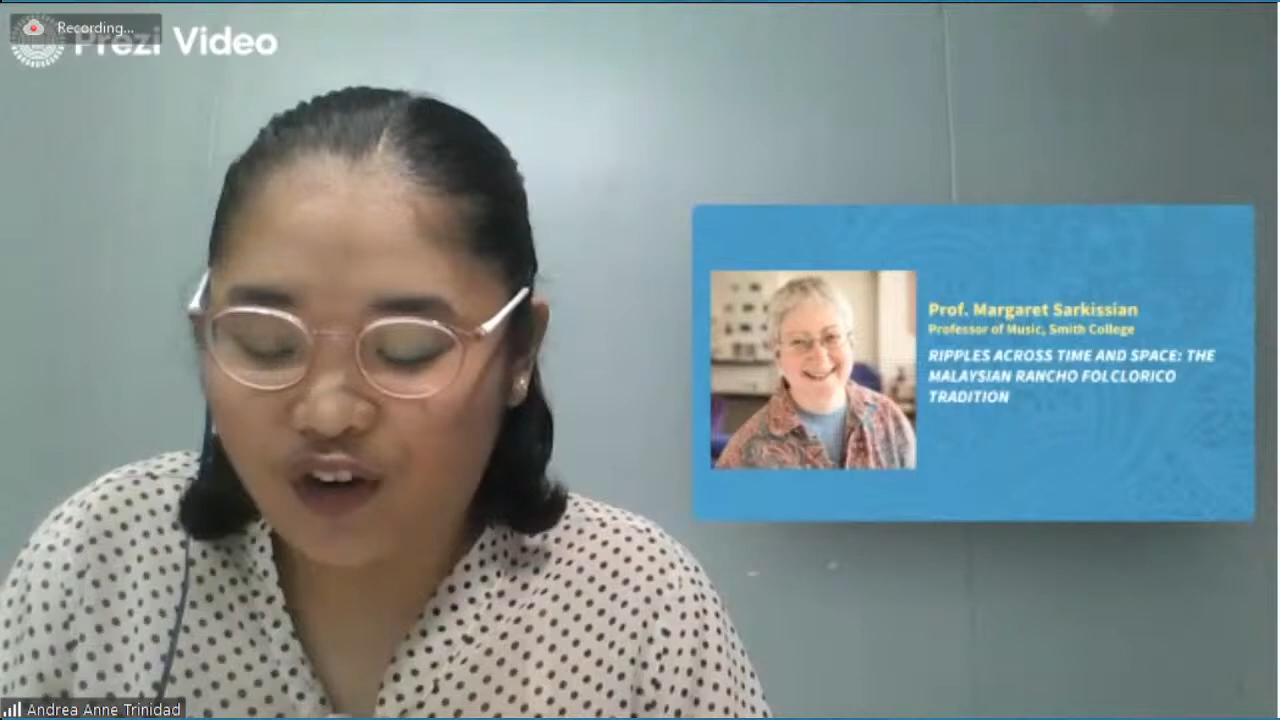 Recording...
Prezi Video
Prof. Margaret Sarkissian
Professor of Music, Smith College
RIPPLES ACROSS TIME AND SPACE: THE
MALAYSIAN RANCHO FOLCLORICO
TRADITION
Andrea Anne Trinidad